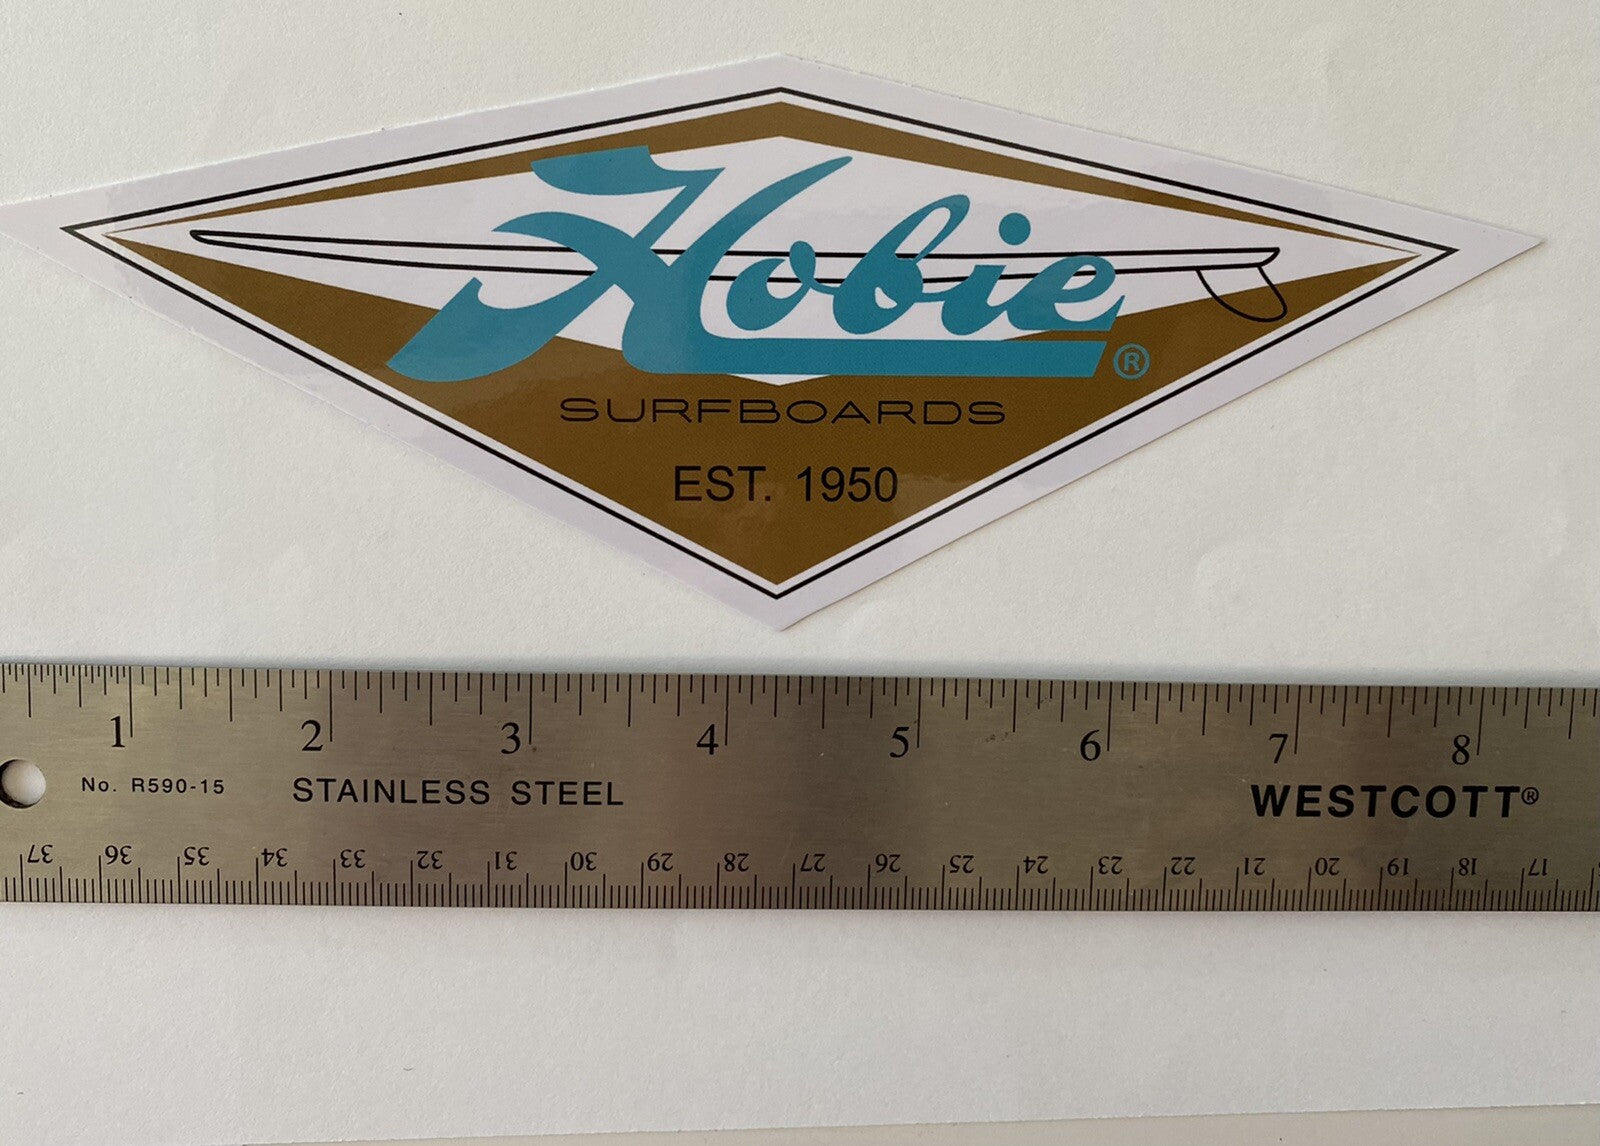 Hobie®
SURFBOARDS
EST. 1950
1 2 3 4 5 6 7 8
No. R590-15 STAINLESS STEEL WESTCOTT®
37 36 35 34 33 32 31 30 29 28 27 26 25 24 23 22 21 20 19 18 17